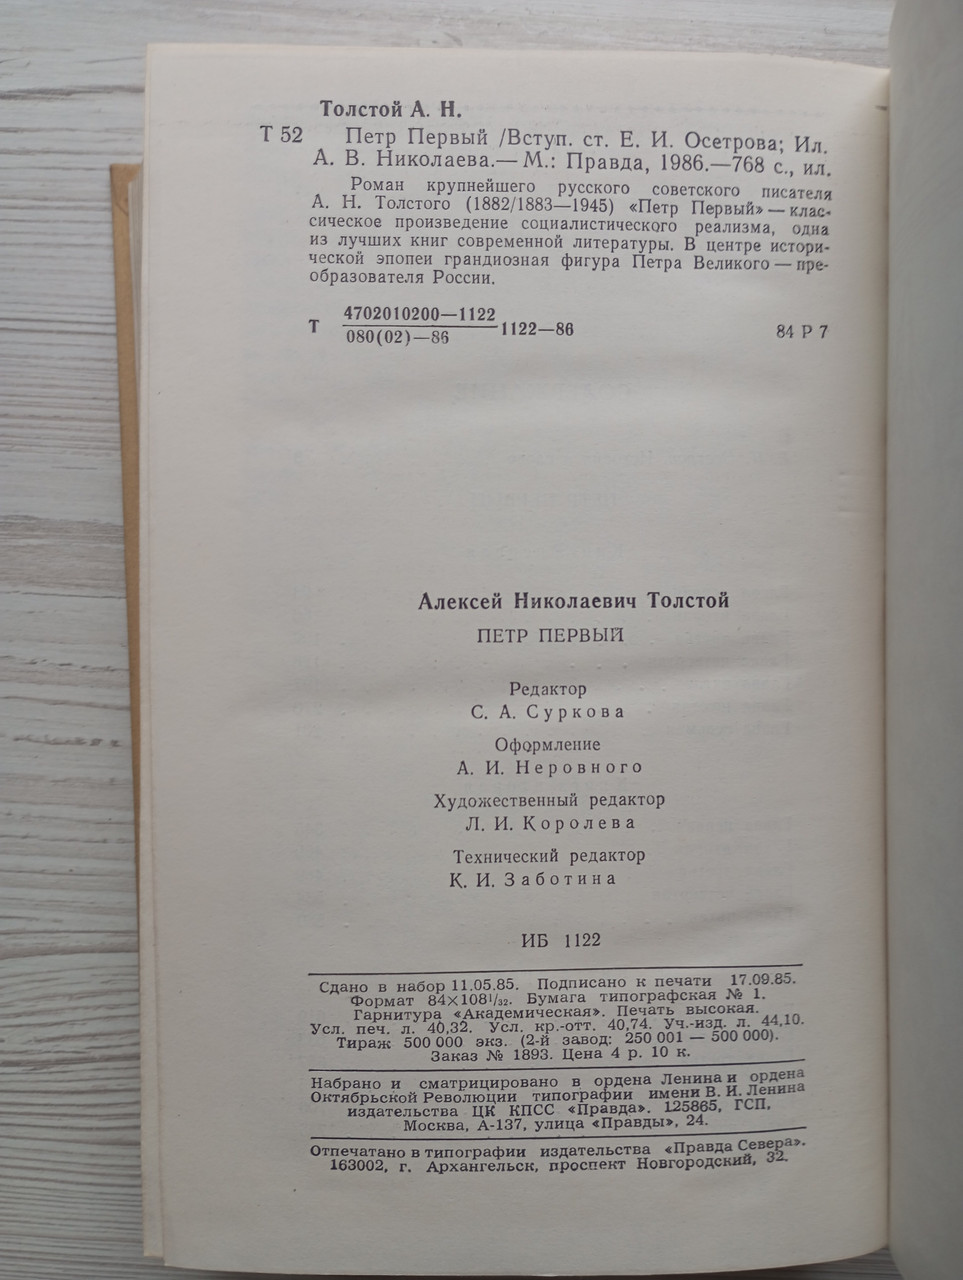 Толстой А. Н.
Т 52 Петр Первый /Вступ. ст. Е. И. Осетрова; Ил.
А. В. Николаева.— М.: Правда, 1986.—768 с., ил.
Роман крупнейшего русского советского писателя
А. Н. Толстого (1882/1883—1945) «Петр Первый» — клас-
сическое произведение социалистического реализма, одна
из лучших книг современной литературы. В центре истори-
ческой эпопеи грандиозная фигура Петра Великого — пре-
образователя России.
Т 4702010200—1122
080(02)—86 1122—86 84 Р 7
Алексей Николаевич Толстой
ПЕТР ПЕРВЫЙ
Редактор
С. А. Суркова
Оформление
А. И. Неровного
Художественный редактор
Л. И. Королева
Технический редактор
К. И. Заботина
ИБ 1122
Сдано в набор 11.05.85. Подписано к печати 17.09.85.
Формат 84×108¹/₃₂. Бумага типографская № 1.
Гарнитура «Академическая». Печать высокая.
Усл. печ. л. 40,32. Усл. кр.-отт. 40,74. Уч.-изд. л. 44,10.
Тираж 500 000 экз. (2-й завод: 250 001 — 500 000).
Заказ № 1893. Цена 4 р. 10 к.
Набрано и сматрицировано в ордена Ленина и ордена
Октябрьской Революции типографии имени В. И. Ленина
издательства ЦК КПСС «Правда». 125865, ГСП,
Москва, А-137, улица «Правды», 24.
Отпечатано в типографии издательства «Правда Севера».
163002, г. Архангельск, проспект Новгородский, 32.